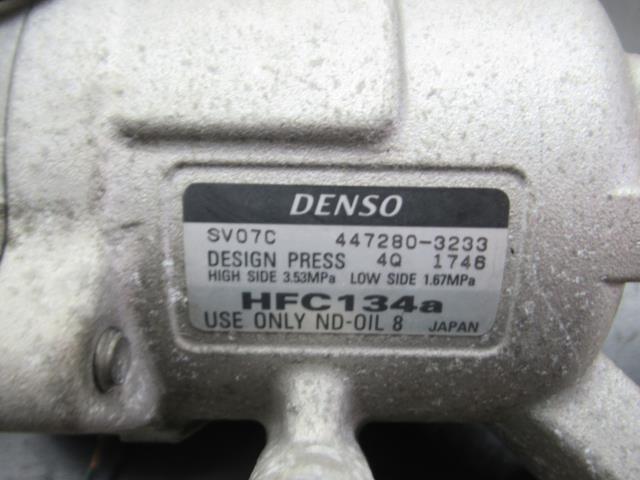 DENSO
SV07C 447280-3233
DESIGN PRESS 4Q 1746
HIGH SIDE 3.53MPa LOW SIDE 1.67MPa
HFC134a
USE ONLY ND-OIL 8 JAPAN